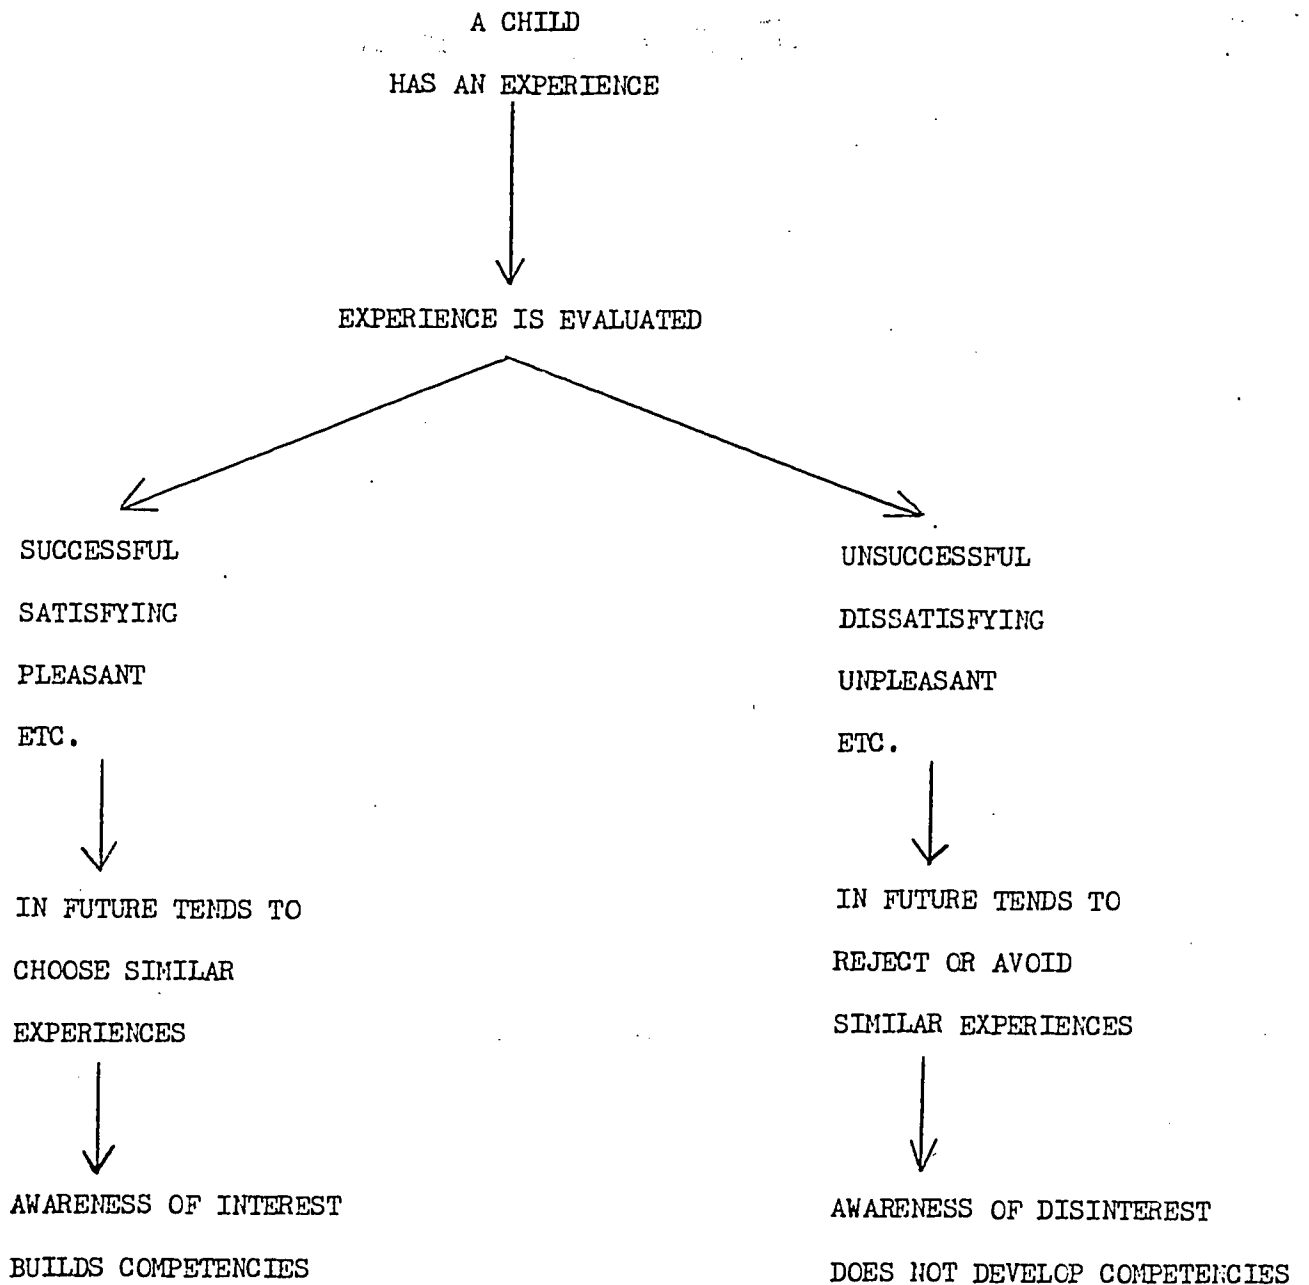 A CHILD
HAS AN EXPERIENCE
EXPERIENCE IS EVALUATED
SUCCESSFUL
SATISFYING
PLEASANT
ETC.
IN FUTURE TENDS TO
CHOOSE SIMILAR
EXPERIENCES
AWARENESS OF INTEREST
BUILDS COMPETENCIES
UNSUCCESSFUL
DISSATISFYING
UNPLEASANT
ETC.
IN FUTURE TENDS TO
REJECT OR AVOID
SIMILAR EXPERIENCES
AWARENESS OF DISINTEREST
DOES NOT DEVELOP COMPETENCIES